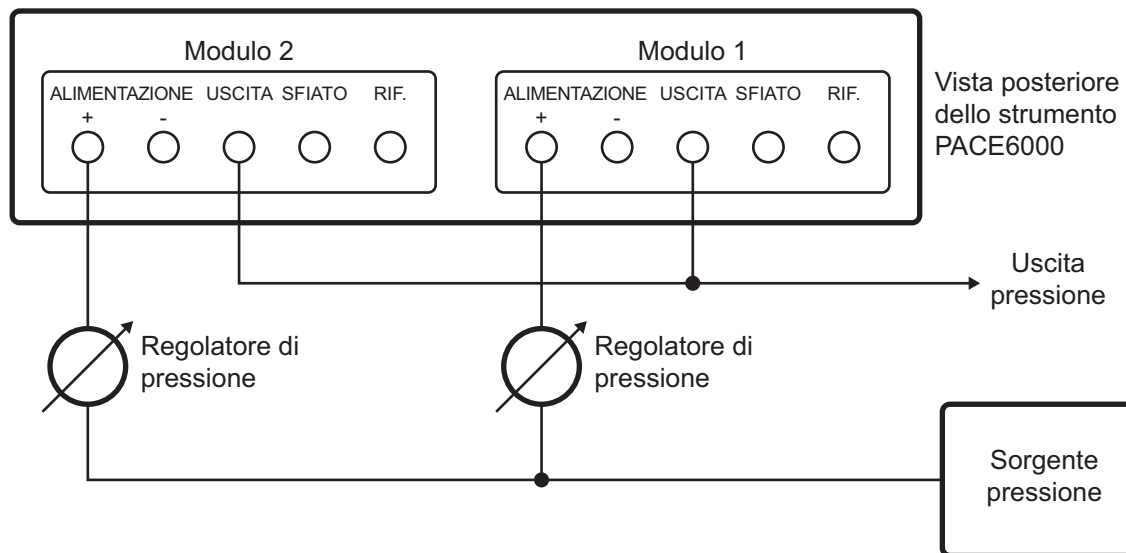 Modulo 2
ALIMENTAZIONE USCITA SFIATO RIF.
+ -
Modulo 1
ALIMENTAZIONE USCITA SFIATO RIF.
+ -
Vista posteriore
dello strumento
PACE6000
Uscita
pressione
Regolatore di
pressione
Regolatore di
pressione
Sorgente
pressione